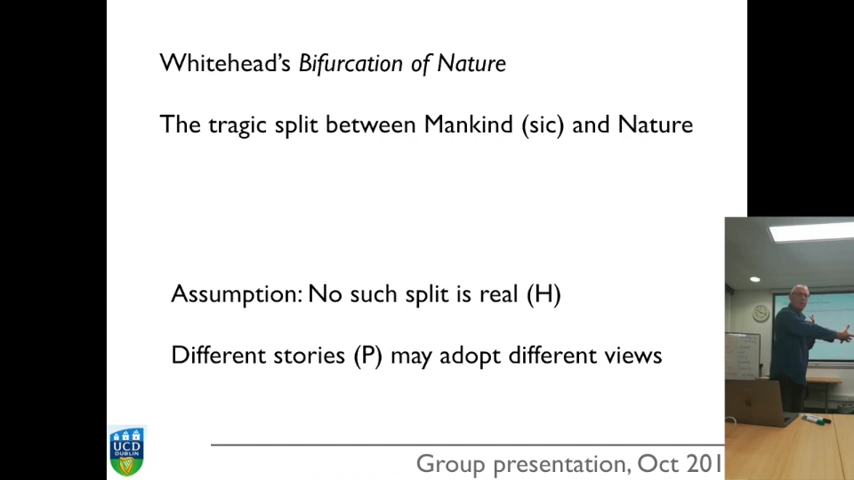 Whitehead's Bifurcation of Nature
The tragic split between Mankind (sic) and Nature
Assumption: No such split is real (H)
Different stories (P) may adopt different views
UCD
DUBLIN
Group presentation, Oct 201